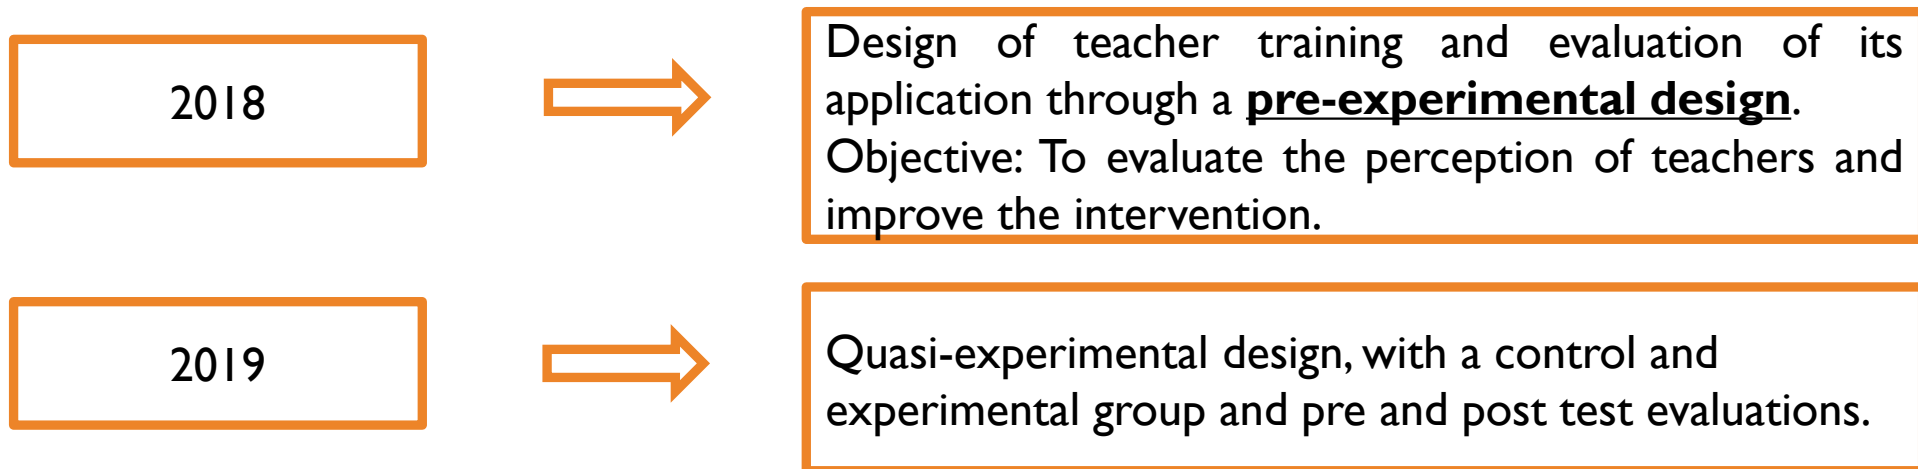 2018
Design of teacher training and evaluation of its
application through a pre-experimental design.
Objective: To evaluate the perception of teachers and
improve the intervention.
2019
Quasi-experimental design, with a control and
experimental group and pre and post test evaluations.